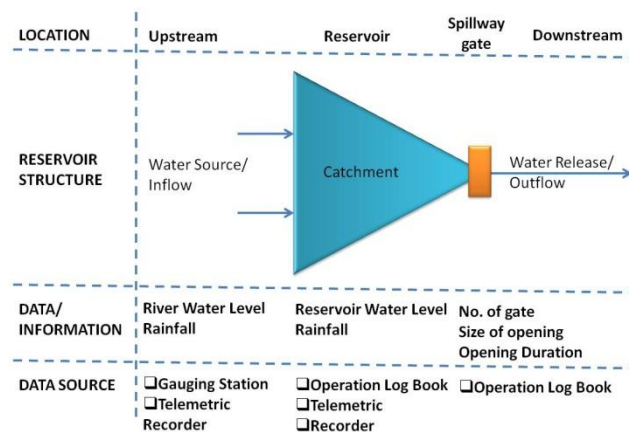 LOCATION
Upstream
Reservoir
Spillway
gate
Downstream
RESERVOIR
STRUCTURE
Water Source/
Inflow
Catchment
Water Release/
Outflow
DATA/
INFORMATION
River Water Level
Rainfall
Reservoir Water Level
Rainfall
No. of gate
Size of opening
Opening Duration
DATA SOURCE
❑Gauging Station
❑Telemetric
Recorder
❑Operation Log Book
❑Telemetric
❑Recorder
❑Operation Log Book